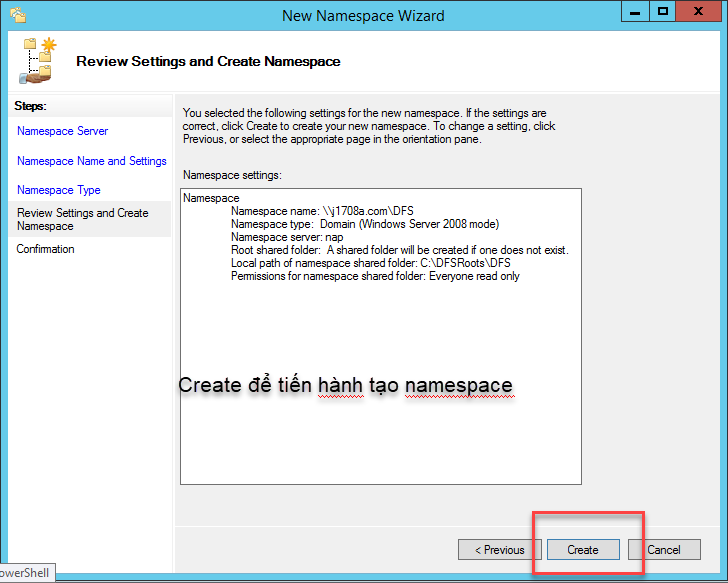 New Namespace Wizard
Review Settings and Create Namespace
Steps:
Namespace Server
Namespace Name and Settings
Namespace Type
Review Settings and Create
Namespace
Confirmation
You selected the following settings for the new namespace. If the settings are
correct, click Create to create your new namespace. To change a setting, click
Previous, or select the appropriate page in the orientation pane.
Namespace settings:
Namespace
Namespace name: \\j1708a.com\DFS
Namespace type:  Domain (Windows Server 2008 mode)
Namespace server: nap
Root shared folder:  A shared folder will be created if one does not exist.
Local path of namespace shared folder: C:\DFSRoots\DFS
Permissions for namespace shared folder: Everyone read only
Create để tiến hành tạo namespace
< Previous
Create
Cancel
owerShell